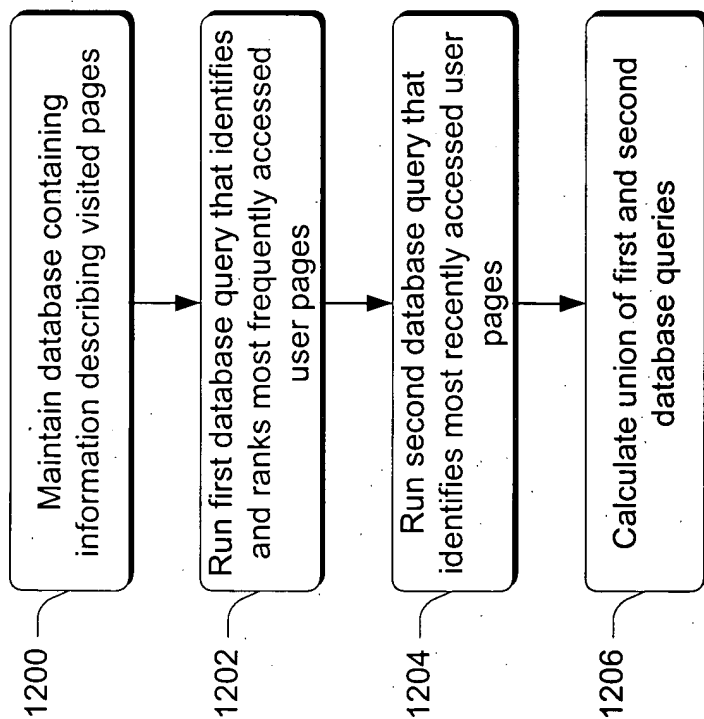 1200
Maintain database containing
information describing visited pages
1202
Run first database query that identifies
and ranks most frequently accessed
user pages
1204
Run second database query that
identifies most recently accessed user
pages
1206
Calculate union of first and second
database queries